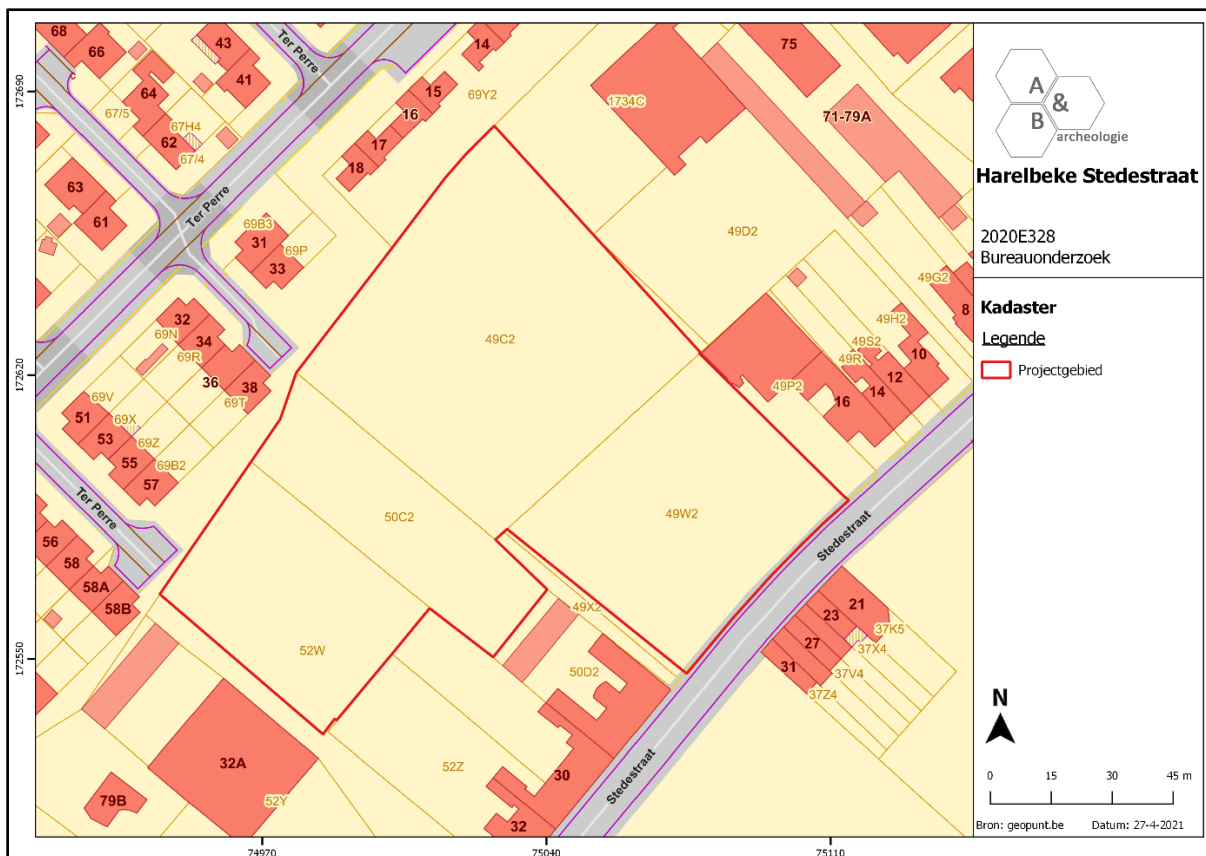 68
66
43
41
Ter Perre
14
15
16
17
18
69Y2
75
1734C
71-79A
64
67/5
67H4
62
67/4
63
61
Ter Perre
69B3
31
69P
33
49D2
49G2
8
32
69N
34
69R
36
38
69T
49C2
49H2
49S2
10
49R
12
49P2
14
16
69V
51
69X
53
69Z
55
69B2
57
Ter Perre
50C2
49W2
Stedestraat
56
58
58A
58B
49X2
21
23
37K5
27
37X4
31
37V4
37Z4
52W
50D2
32A
52Z
30
Stedestraat
79B
52Y
32
172690
172620
172550
74970
75040
75110
A
&
B
archeologie
Harelbeke Stedestraat
2020E328
Bureauonderzoek
Kadaster
Legende
Projectgebied
N
0 15 30 45 m
Bron: geopunt.be Datum: 27-4-2021